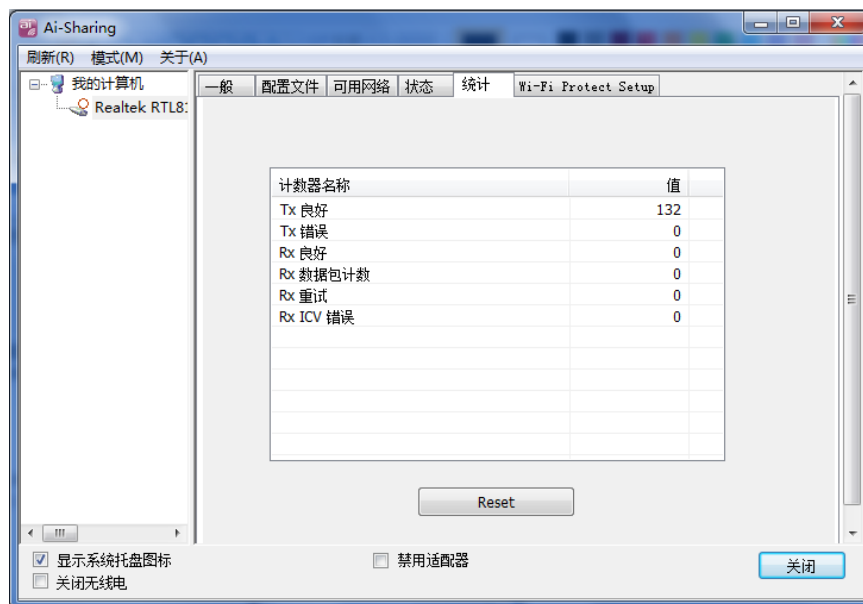 Ai-Sharing
刷新(R) 模式(M) 关于(A)
我的计算机
Realtek RTL81
一般 配置文件 可用网络 状态 统计 Wi-Fi Protect Setup
计数器名称 值
Tx 良好 132
Tx 错误 0
Rx 良好 0
Rx 数据包计数 0
Rx 重试 0
Rx ICV 错误 0
Reset
显示系统托盘图标 禁用适配器 关闭
关闭无线电